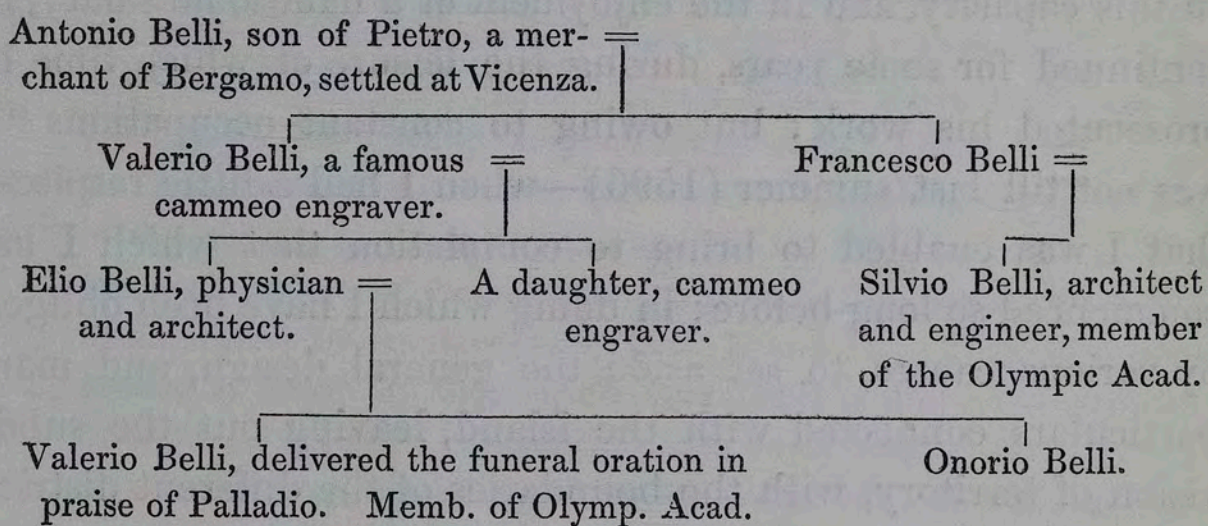 Antonio Belli, son of Pietro, a mer- =
chant of Bergamo, settled at Vicenza.
Valerio Belli, a famous =
cammeo engraver.
Francesco Belli =
Elio Belli, physician =
and architect.
A daughter, cammeo
engraver.
Silvio Belli, architect
and engineer, member
of the Olympic Acad.
Valerio Belli, delivered the funeral oration in
praise of Palladio. Memb. of Olymp. Acad.
Onorio Belli.